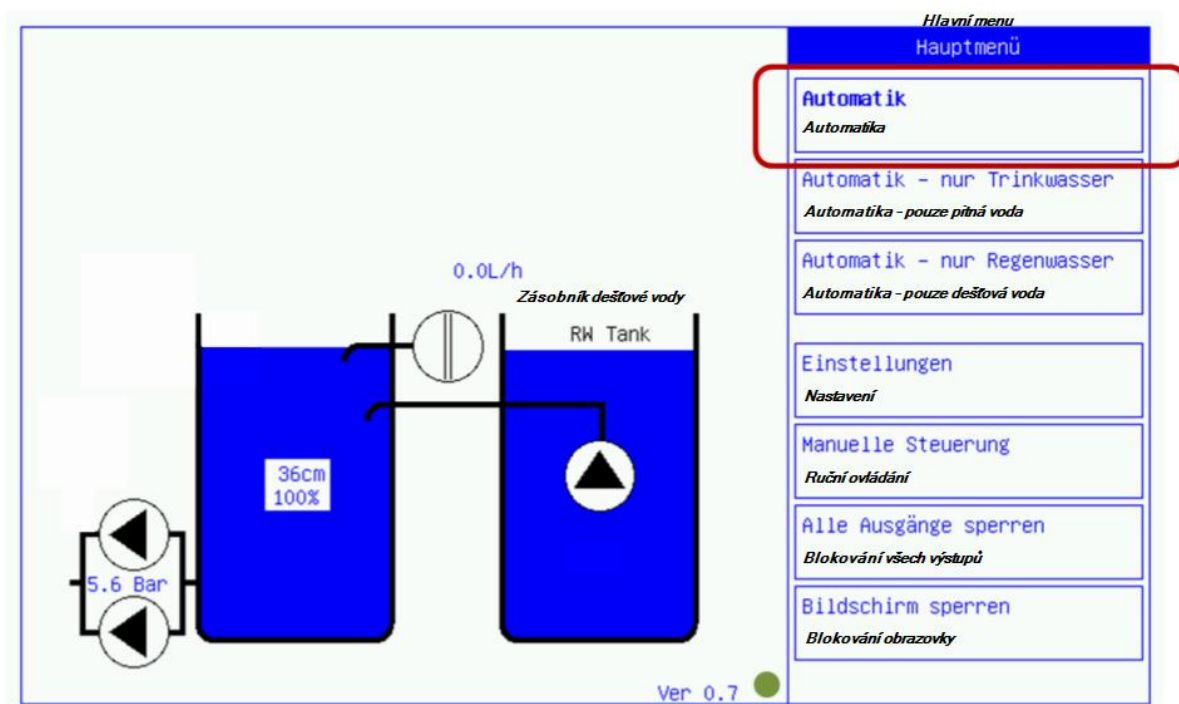 Hlavní menu
Hauptmenü
Automatik
Automatika
Automatik - nur Trinkwasser
Automatika - pouze pitná voda
Automatik - nur Regenwasser
Automatika - pouze dešťová voda
Einstellungen
Nastavení
Manuelle Steuerung
Ruční ovládání
Alle Ausgänge sperren
Blokování všech výstupů
Bildschirm sperren
Blokování obrazovky
0.0L/h
Zásobník dešťové vody
RW Tank
36cm
100%
5.6 Bar
Ver 0.7